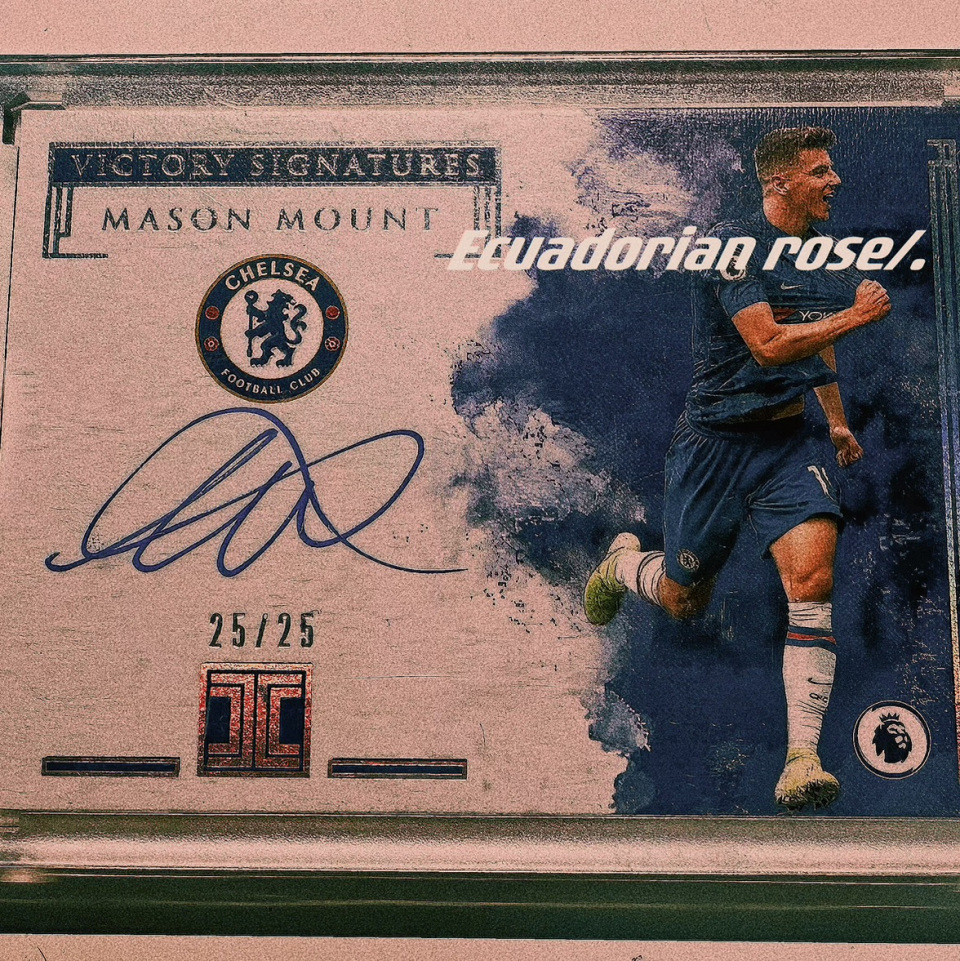 VICTORY SIGNATURES
MASON MOUNT
Ecuadorian rose/.
CHELSEA
FOOTBALL CLUB
25/25